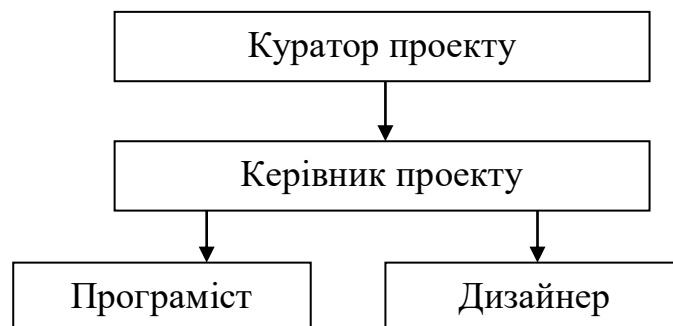 Куратор проекту
Керівник проекту
Програміст
Дизайнер